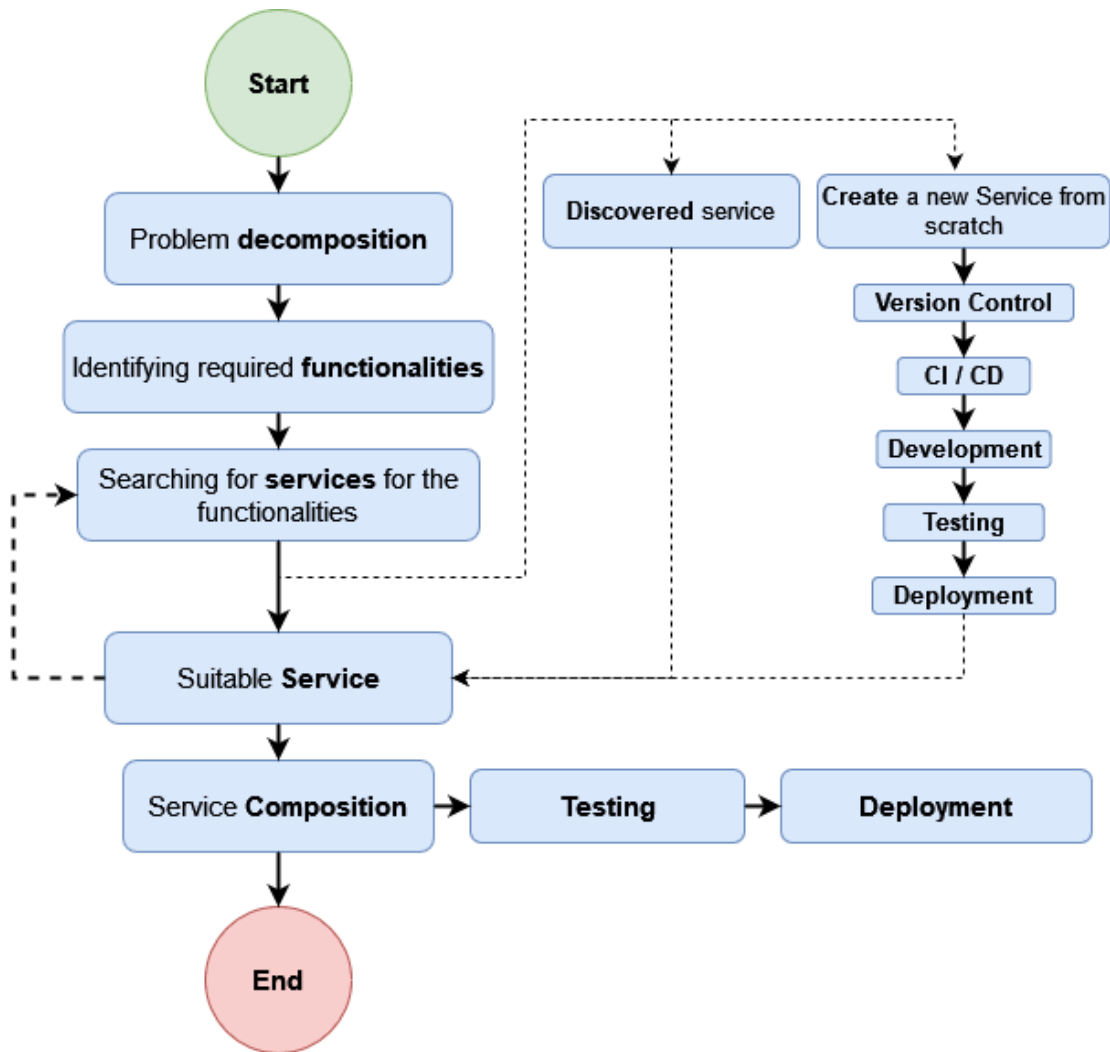 Start
Problem decomposition
Identifying required functionalities
Searching for services for the
functionalities
Suitable Service
Service Composition
End
Discovered service
Create a new Service from
scratch
Version Control
CI / CD
Development
Testing
Deployment
Testing
Deployment